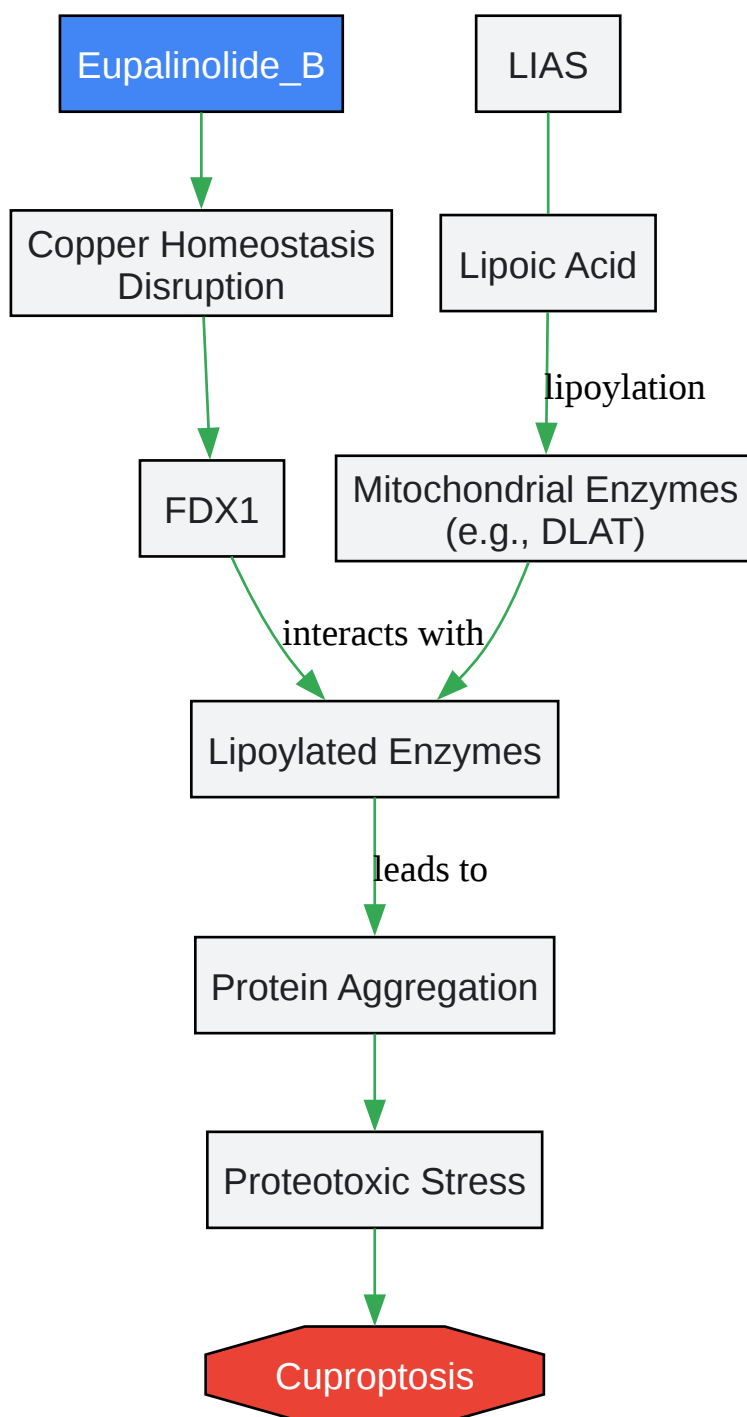 Eupalinolide_B
LIAS
Copper Homeostasis
Disruption
Lipoic Acid
lipoylation
FDX1
Mitochondrial Enzymes
(e.g., DLAT)
interacts with
Lipoylated Enzymes
leads to
Protein Aggregation
Proteotoxic Stress
Cuproptosis